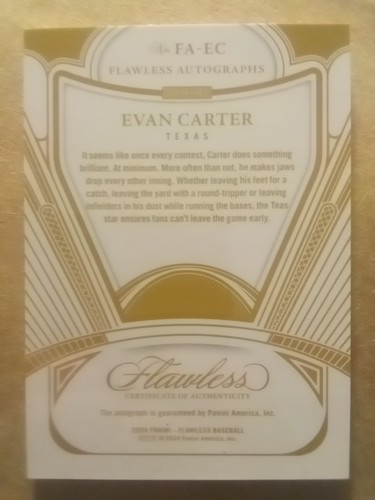 No. FA-EC
FLAWLESS AUTOGRAPHS
EVAN CARTER
TEXAS
It seems like once every contest, Carter does something
brilliant. At minimum. More often than not, he makes jaws
drop every other inning. Whether leaving his feet for a
catch, leaving the yard with a round-tripper or leaving
infielders in his dust while running the bases, the Texas
star ensures fans can't leave the game early.
Flawless
CERTIFICATE OF AUTHENTICITY
The autograph is guaranteed by Panini America, Inc.
PANINI - FLAWLESS BASEBALL
Panini America, Inc.